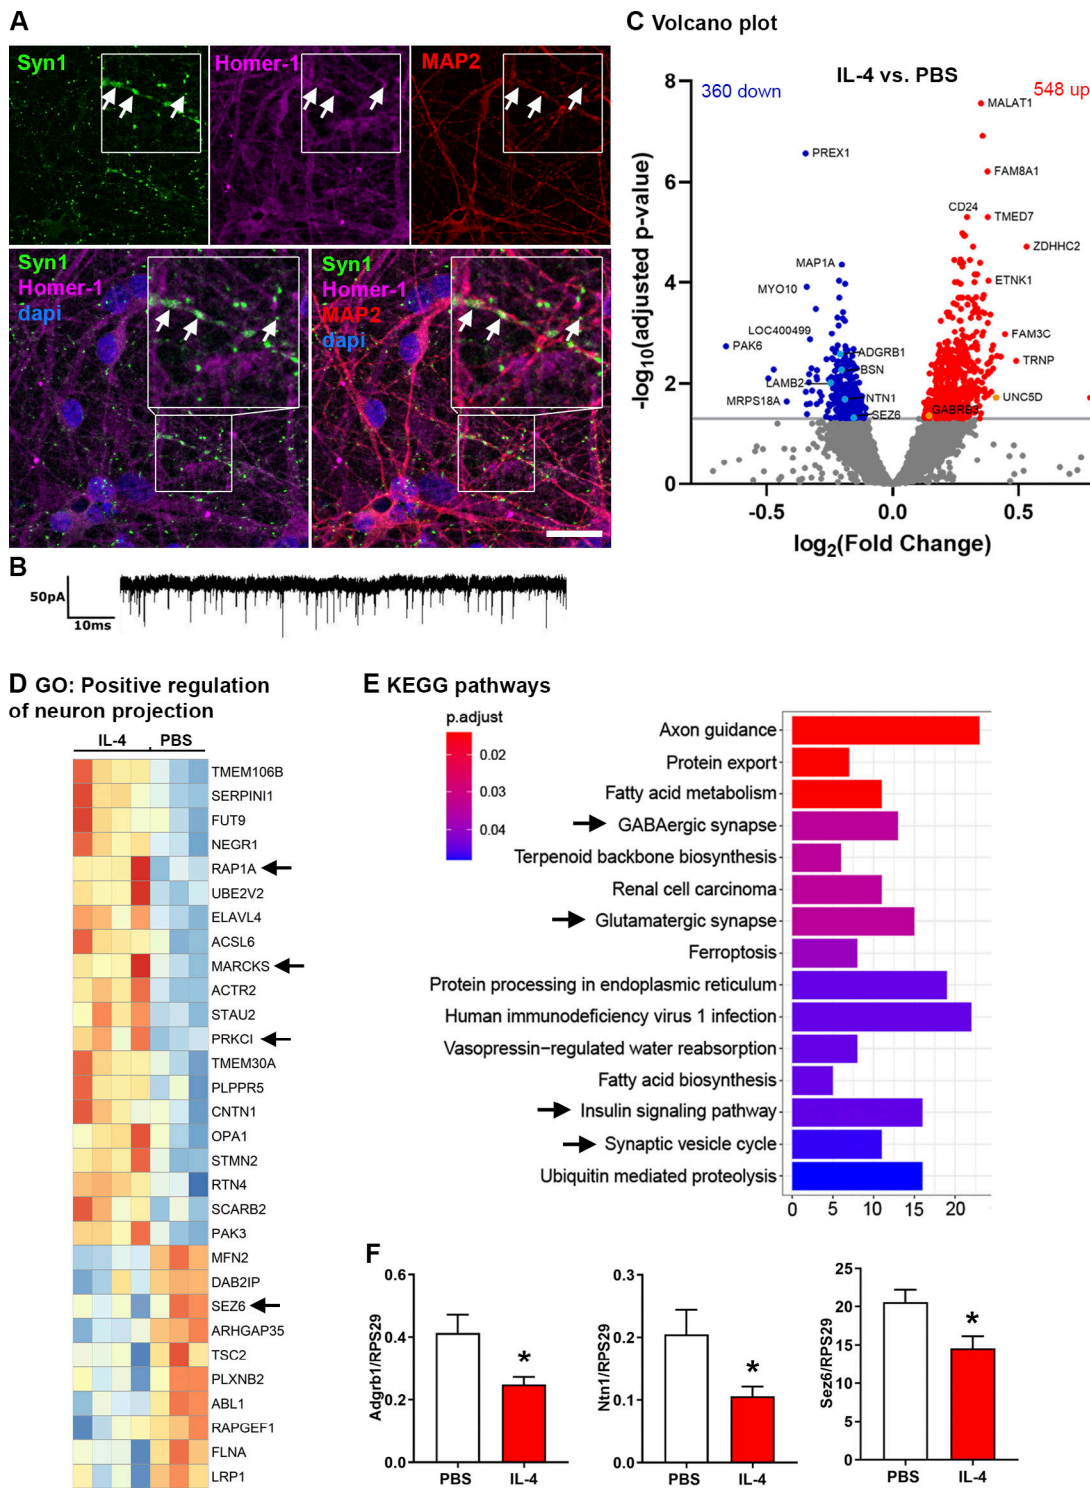 A
Syn1
Homer-1
MAP2
Syn1
Homer-1
dapi
Syn1
Homer-1
MAP2
dapi
B
50pA
10ms
C Volcano plot
IL-4 vs. PBS
360 down
548 up
-log10(adjusted p-value)
8
6
4
2
0
-0.5
0.0
0.5
log2(Fold Change)
MALAT1
PREX1
FAM8A1
CD24
TMED7
ZDHHC2
MAP1A
ETNK1
MYO10
LOC400499
FAM3C
PAK6
ADGRB1
TRNP
BSN
LAMB2
UNC5D
MRPS18A
NTN1
GABRB3
SEZ6
D GO: Positive regulation
of neuron projection
IL-4
PBS
TMEM106B
SERPINI1
FUT9
NEGR1
RAP1A
UBE2V2
ELAVL4
ACSL6
MARCKS
ACTR2
STAU2
PRKCI
TMEM30A
PLPPR5
CNTN1
OPA1
STMN2
RTN4
SCARB2
PAK3
MFN2
DAB2IP
SEZ6
ARHGAP35
TSC2
PLXNB2
ABL1
RAPGEF1
FLNA
LRP1
E KEGG pathways
p.adjust
0.02
0.03
0.04
Axon guidance
Protein export
Fatty acid metabolism
GABAergic synapse
Terpenoid backbone biosynthesis
Renal cell carcinoma
Glutamatergic synapse
Ferroptosis
Protein processing in endoplasmic reticulum
Human immunodeficiency virus 1 infection
Vasopressin−regulated water reabsorption
Fatty acid biosynthesis
Insulin signaling pathway
Synaptic vesicle cycle
Ubiquitin mediated proteolysis
0 5 10 15 20
F
Adgrb1/RPS29
0.6
0.4
0.2
0.0
*
PBS
IL-4
Ntn1/RPS29
0.3
0.2
0.1
0.0
*
PBS
IL-4
Sez6/RPS29
25
20
15
10
5
0
*
PBS
IL-4